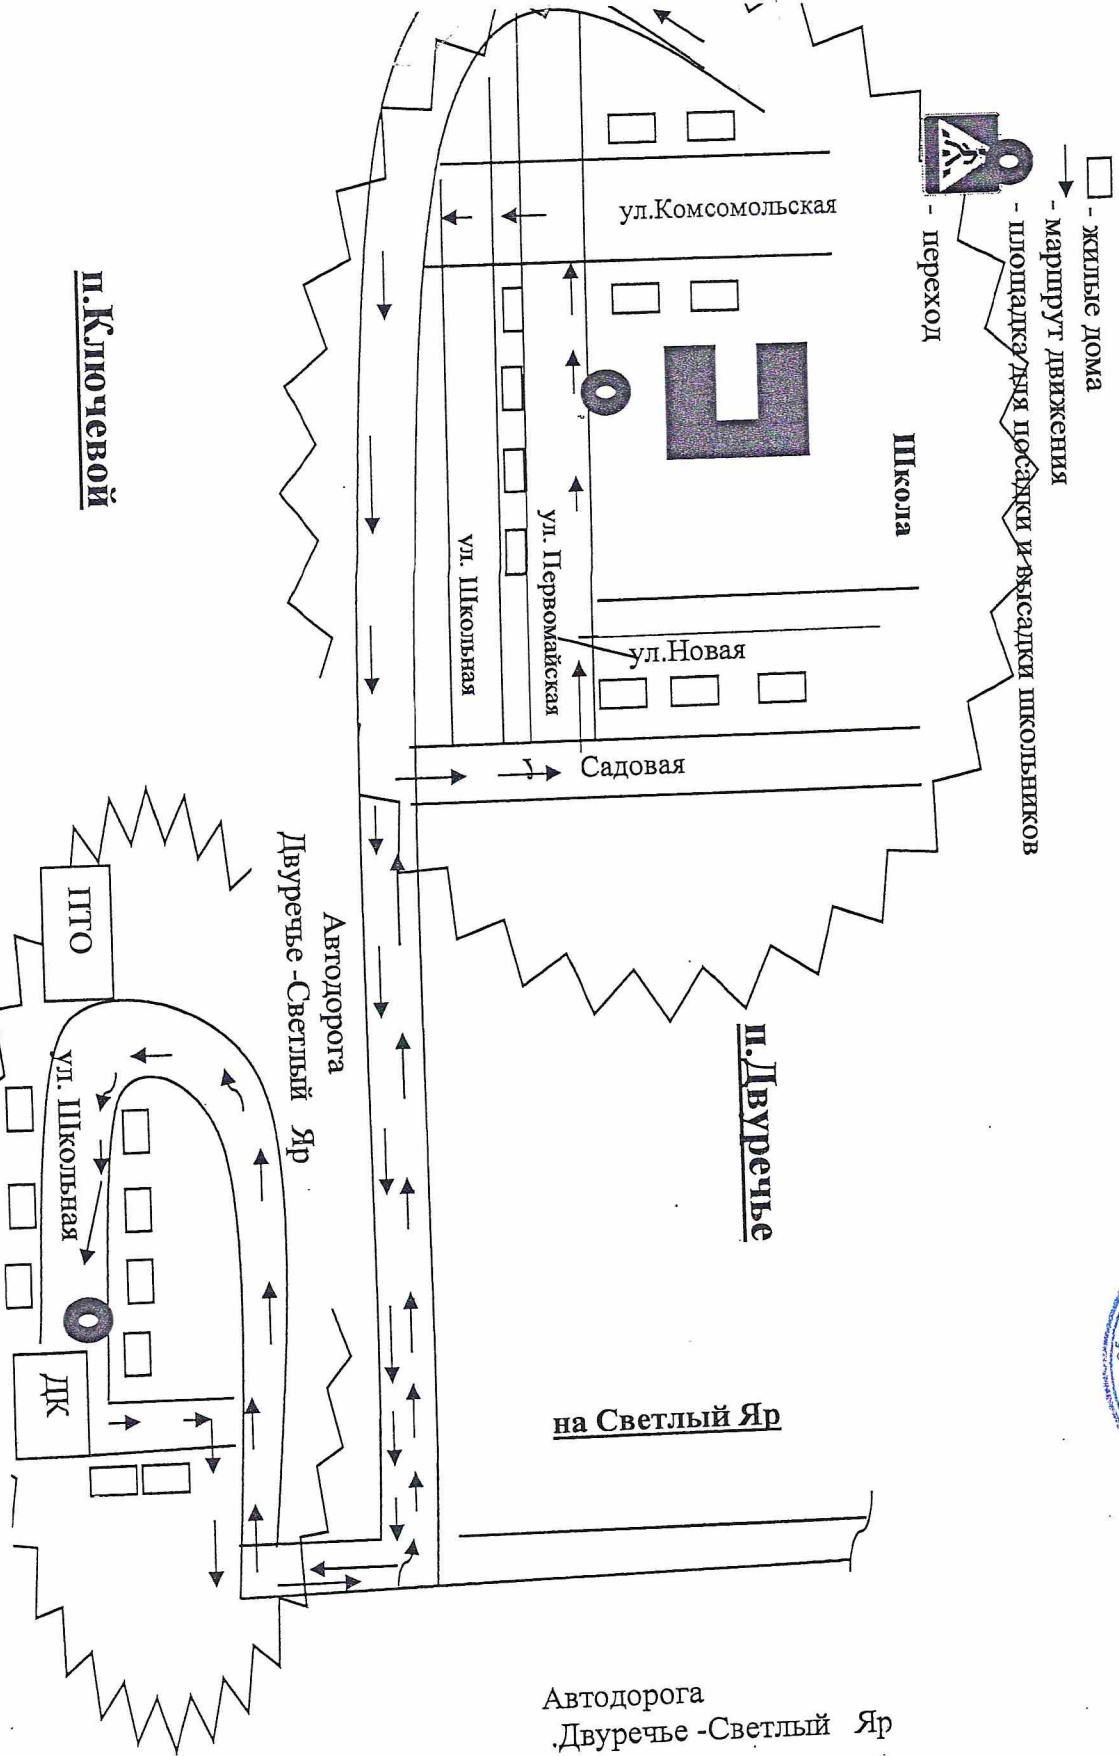 - жилые дома
- маршрут движения
- площадка для посадки и высадки школьников
- переход
ул.Комсомольская
Школа
ул. Первомайская
ул. Школьная
ул.Новая
Садовая
п.Ключевой
п.Двуречье
Автодорога
Двуречье -Светлый Яр
ПТО
ул. Школьная
ДК
на Светлый Яр
Автодорога
.Двуречье -Светлый Яр